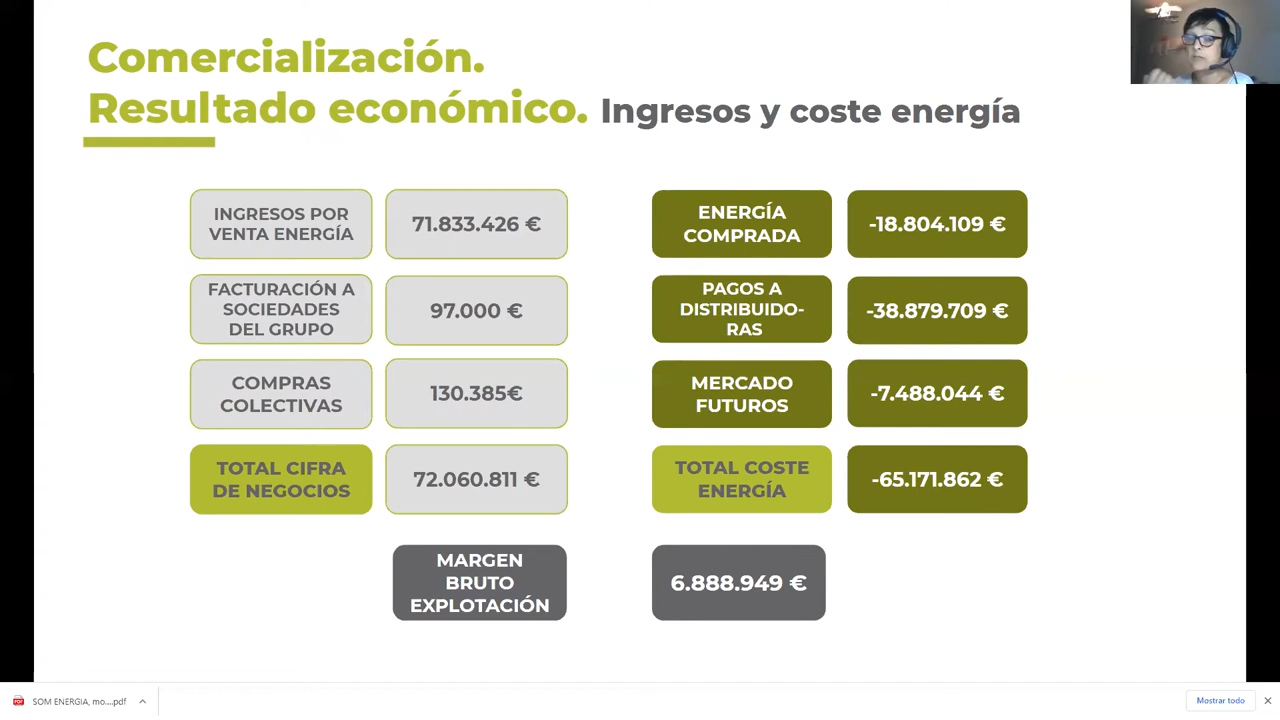 Comercialización.
Resultado económico. Ingresos y coste energía
INGRESOS POR
VENTA ENERGÍA
71.833.426 €
ENERGÍA
COMPRADA
-18.804.109 €
FACTURACIÓN A
SOCIEDADES
DEL GRUPO
97.000 €
PAGOS A
DISTRIBUIDO-
RAS
-38.879.709 €
COMPRAS
COLECTIVAS
130.385€
MERCADO
FUTUROS
-7.488.044 €
TOTAL CIFRA
DE NEGOCIOS
72.060.811 €
TOTAL COSTE
ENERGÍA
-65.171.862 €
MARGEN
BRUTO
EXPLOTACIÓN
6.888.949 €
SOM ENERGIA, mo....pdf
Mostrar todo